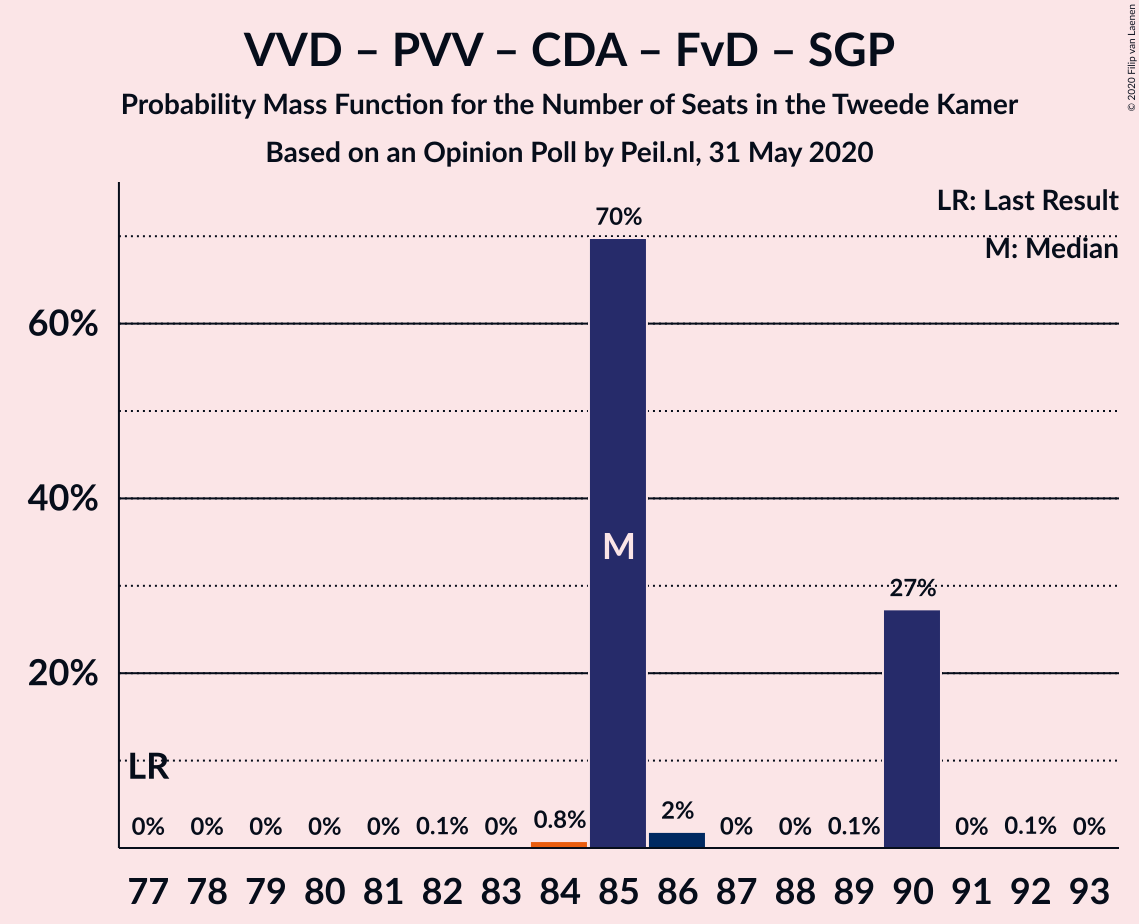 VVD – PVV – CDA – FvD – SGP
Probability Mass Function for the Number of Seats in the Tweede Kamer
Based on an Opinion Poll by Peil.nl, 31 May 2020
© 2020 Filip van Laenen
LR: Last Result
M: Median
70%
60%
M
40%
27%
20%
LR
0% 0% 0% 0% 0% 0.1% 0% 0.8% 2% 0% 0% 0.1% 0% 0.1% 0%
77 78 79 80 81 82 83 84 85 86 87 88 89 90 91 92 93